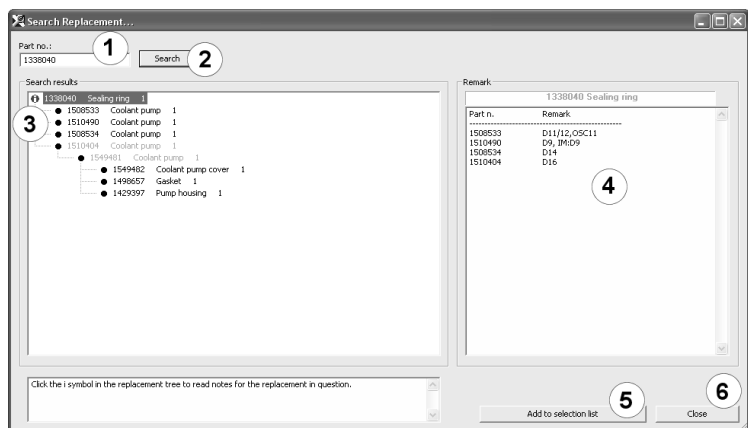 Search Replacement...
Part no.:
1338040
1
Search
2
Search results
1338040 Sealing ring 1
3
1508533 Coolant pump 1
1510490 Coolant pump 1
1508534 Coolant pump 1
1510404 Coolant pump 1
1549481 Coolant pump 1
1549482 Coolant pump cover 1
1498657 Gasket 1
1429397 Pump housing 1
Remark
1338040 Sealing ring
Part n. Remark
--------------------------------------------------
1508533 D11/12,OSC11
1510490 D9, IM:D9
1508534 D14
1510404 D16
4
Click the i symbol in the replacement tree to read notes for the replacement in question.
Add to selection list
5
Close
6